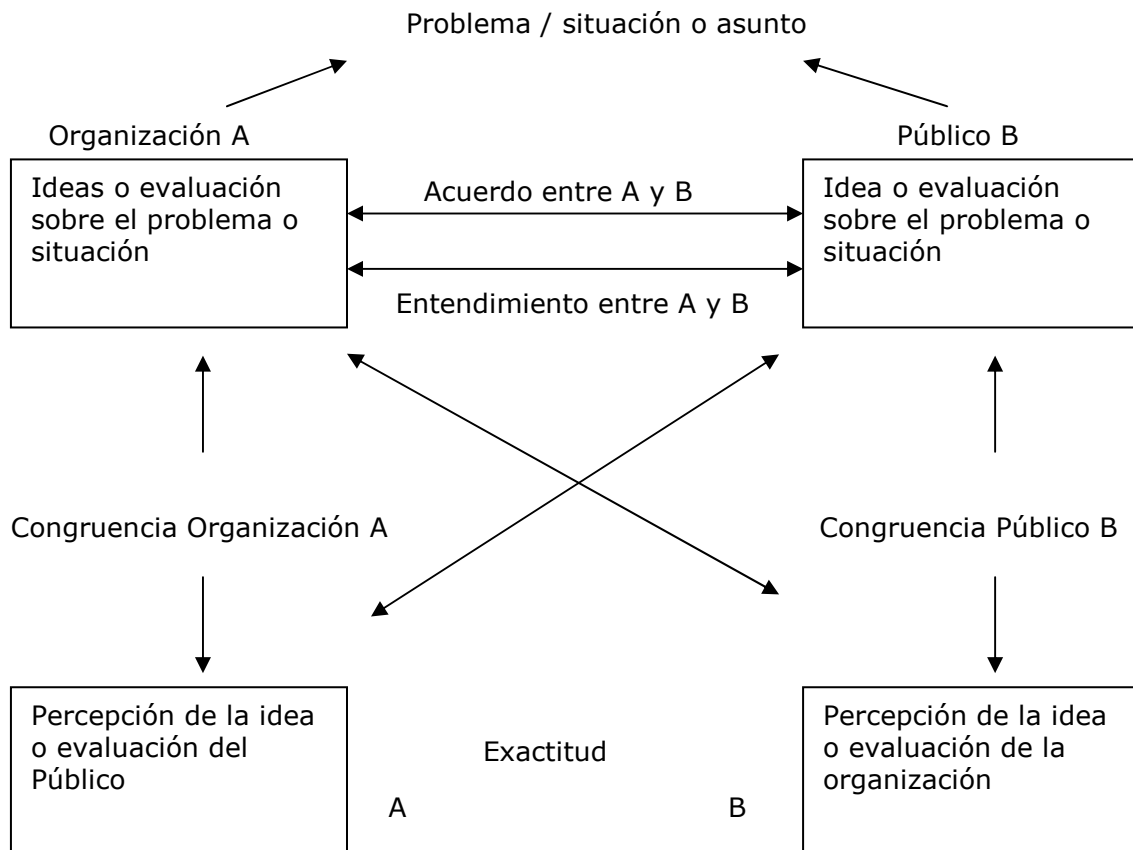 Problema / situación o asunto
Organización A
Público B
Ideas o evaluación
sobre el problema o
situación
Acuerdo entre A y B
Entendimiento entre A y B
Idea o evaluación
sobre el problema o
situación
Congruencia Organización A
Congruencia Público B
Percepción de la idea
o evaluación del
Público
Exactitud
A
B
Percepción de la idea
o evaluación de la
organización